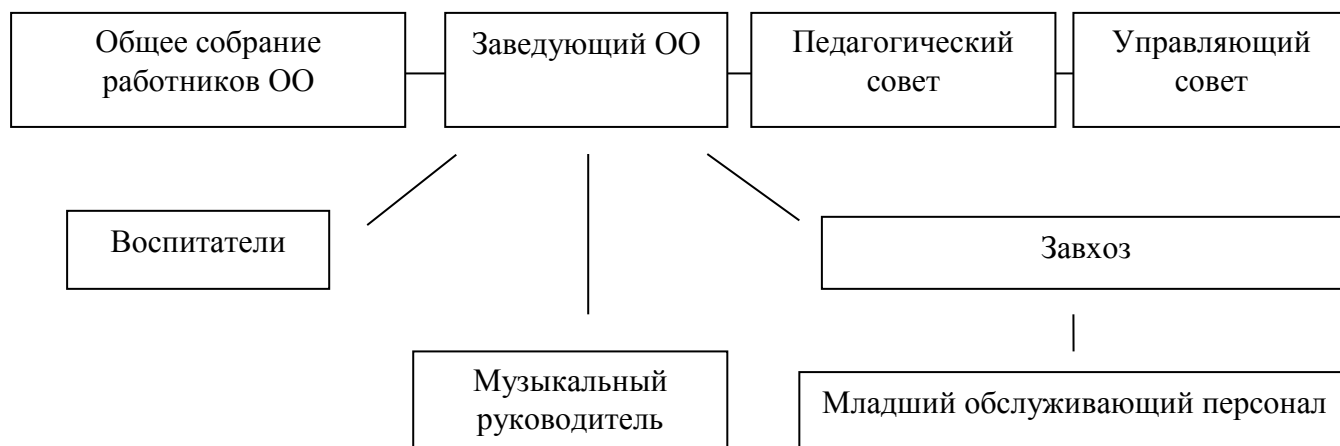 Общее собрание
работников ОО
Заведующий ОО
Педагогический
совет
Управляющий
совет
Воспитатели
Завхоз
Музыкальный
руководитель
Младший обслуживающий персонал